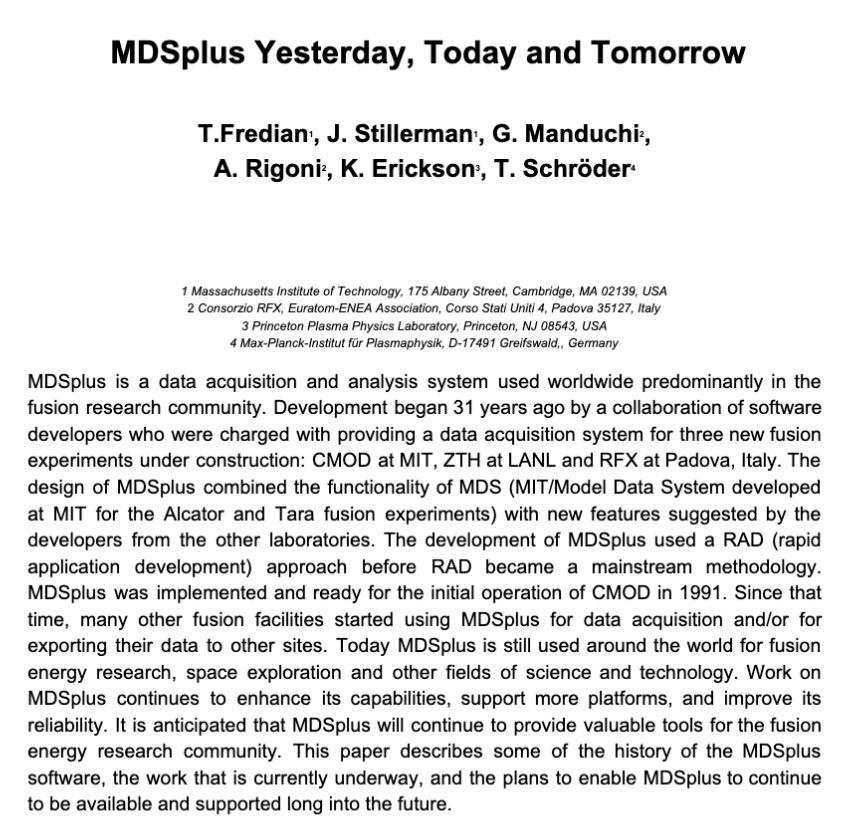 MDSplus Yesterday, Today and Tomorrow
T.Fredian¹, J. Stillerman¹, G. Manduchi²,
A. Rigoni², K. Erickson³, T. Schröder⁴
1 Massachusetts Institute of Technology, 175 Albany Street, Cambridge, MA 02139, USA
2 Consorzio RFX, Euratom-ENEA Association, Corso Stati Uniti 4, Padova 35127, Italy
3 Princeton Plasma Physics Laboratory, Princeton, NJ 08543, USA
4 Max-Planck-Institut für Plasmaphysik, D-17491 Greifswald,, Germany
MDSplus is a data acquisition and analysis system used worldwide predominantly in the
fusion research community. Development began 31 years ago by a collaboration of software
developers who were charged with providing a data acquisition system for three new fusion
experiments under construction: CMOD at MIT, ZTH at LANL and RFX at Padova, Italy. The
design of MDSplus combined the functionality of MDS (MIT/Model Data System developed
at MIT for the Alcator and Tara fusion experiments) with new features suggested by the
developers from the other laboratories. The development of MDSplus used a RAD (rapid
application development) approach before RAD became a mainstream methodology.
MDSplus was implemented and ready for the initial operation of CMOD in 1991. Since that
time, many other fusion facilities started using MDSplus for data acquisition and/or for
exporting their data to other sites. Today MDSplus is still used around the world for fusion
energy research, space exploration and other fields of science and technology. Work on
MDSplus continues to enhance its capabilities, support more platforms, and improve its
reliability. It is anticipated that MDSplus will continue to provide valuable tools for the fusion
energy research community. This paper describes some of the history of the MDSplus
software, the work that is currently underway, and the plans to enable MDSplus to continue
to be available and supported long into the future.